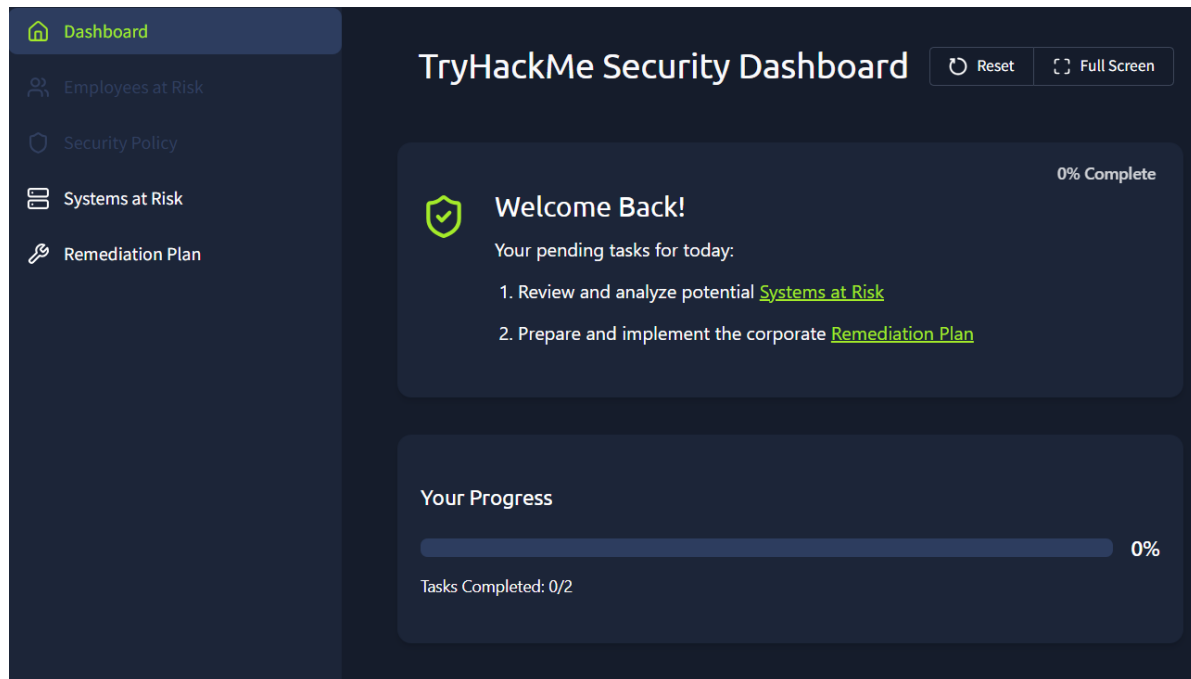 Dashboard
Employees at Risk
Security Policy
Systems at Risk
Remediation Plan
TryHackMe Security Dashboard
Reset
Full Screen
0% Complete
Welcome Back!
Your pending tasks for today:
1. Review and analyze potential Systems at Risk
2. Prepare and implement the corporate Remediation Plan
Your Progress
0%
Tasks Completed: 0/2